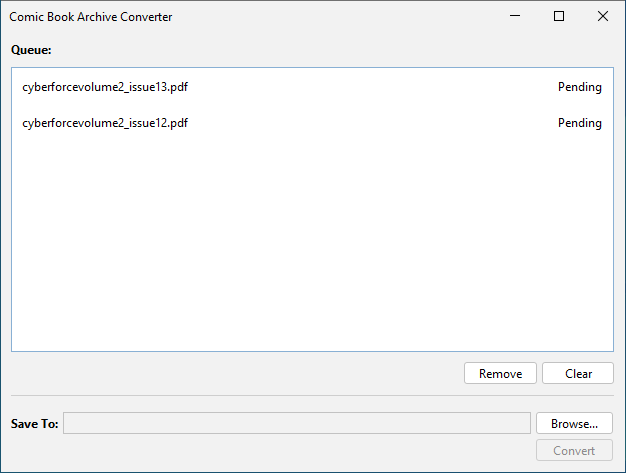 Comic Book Archive Converter
Queue:
cyberforcevolume2_issue13.pdf Pending
cyberforcevolume2_issue12.pdf Pending
Remove Clear
Save To: Browse...
Convert